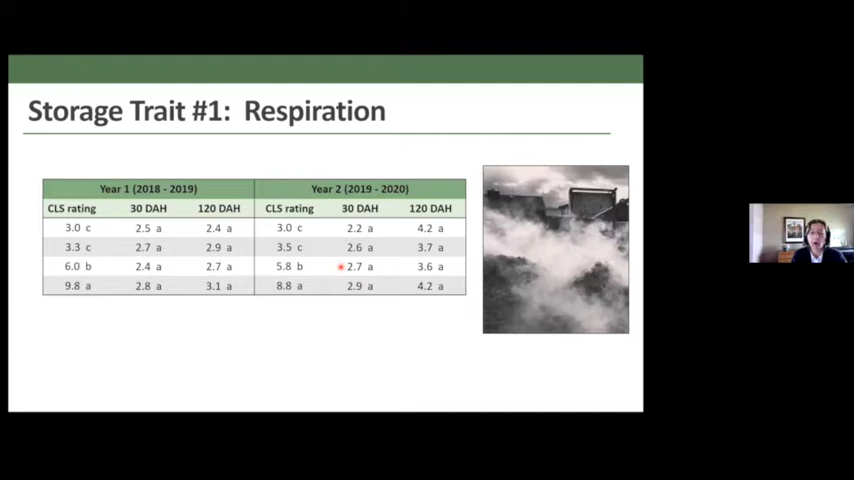 Storage Trait #1: Respiration
Year 1 (2018 - 2019) Year 2 (2019 - 2020)
CLS rating 30 DAH 120 DAH CLS rating 30 DAH 120 DAH
3.0 c 2.5 a 2.4 a 3.0 c 2.2 a 4.2 a
3.3 c 2.7 a 2.9 a 3.5 c 2.6 a 3.7 a
6.0 b 2.4 a 2.7 a 5.8 b 2.7 a 3.6 a
9.8 a 2.8 a 3.1 a 8.8 a 2.9 a 4.2 a